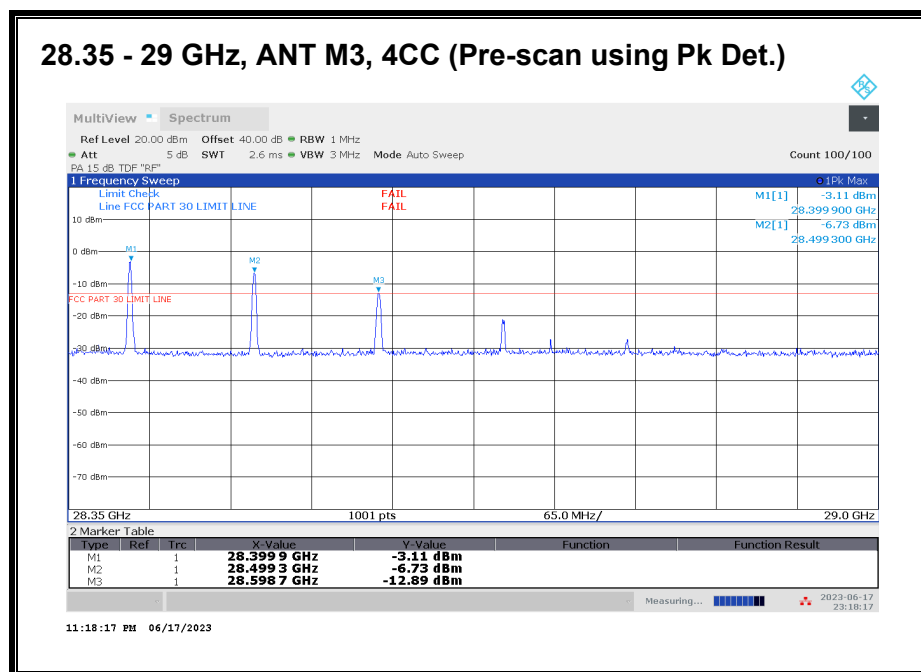 28.35 - 29 GHz, ANT M3, 4CC (Pre-scan using Pk Det.)
R&S
MultiView Spectrum
Ref Level 20.00 dBm Offset 40.00 dB RBW 1 MHz
Att 5 dB SWT 2.6 ms VBW 3 MHz Mode Auto Sweep Count 100/100
PA 15 dB TDF "RF"
1 Frequency Sweep 1Pk Max
Limit Check FAIL M1[1] -3.11 dBm
Line FCC PART 30 LIMIT LINE FAIL 28.399 900 GHz
10 dBm M2[1] -6.73 dBm
28.499 300 GHz
0 dBm M1
M2
-10 dBm M3
FCC PART 30 LIMIT LINE
-20 dBm
-30 dBm
-40 dBm
-50 dBm
-60 dBm
-70 dBm
28.35 GHz 1001 pts 65.0 MHz/ 29.0 GHz
2 Marker Table
Type Ref Trc X-Value Y-Value Function Function Result
M1 1 28.399 9 GHz -3.11 dBm
M2 1 28.499 3 GHz -6.73 dBm
M3 1 28.598 7 GHz -12.89 dBm
Measuring... 2023-06-17
23:18:17
11:18:17 PM 06/17/2023